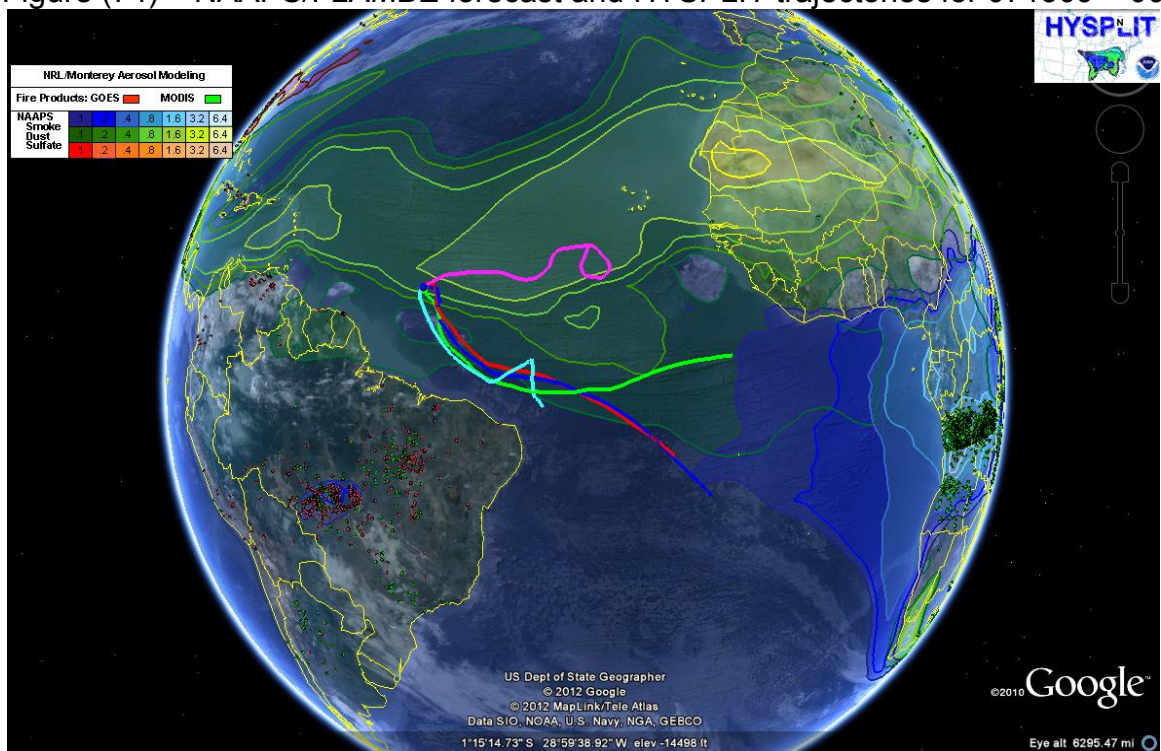 HYSPLIT
N
NRL/Monterey Aerosol Modeling
Fire Products: GOES MODIS
NAAPS
Smoke .1 .2 .4 .8 1.6 3.2 6.4
Dust .1 .2 .4 .8 1.6 3.2 6.4
Sulfate .1 .2 .4 .8 1.6 3.2 6.4
US Dept of State Geographer
© 2012 Google
© 2012 MapLink/Tele Atlas
Data SIO, NOAA, U.S. Navy, NGA, GEBCO
©2010 Google
1°15'14.73" S 28°59'38.92" W elev -14498 ft
Eye alt 6295.47 mi